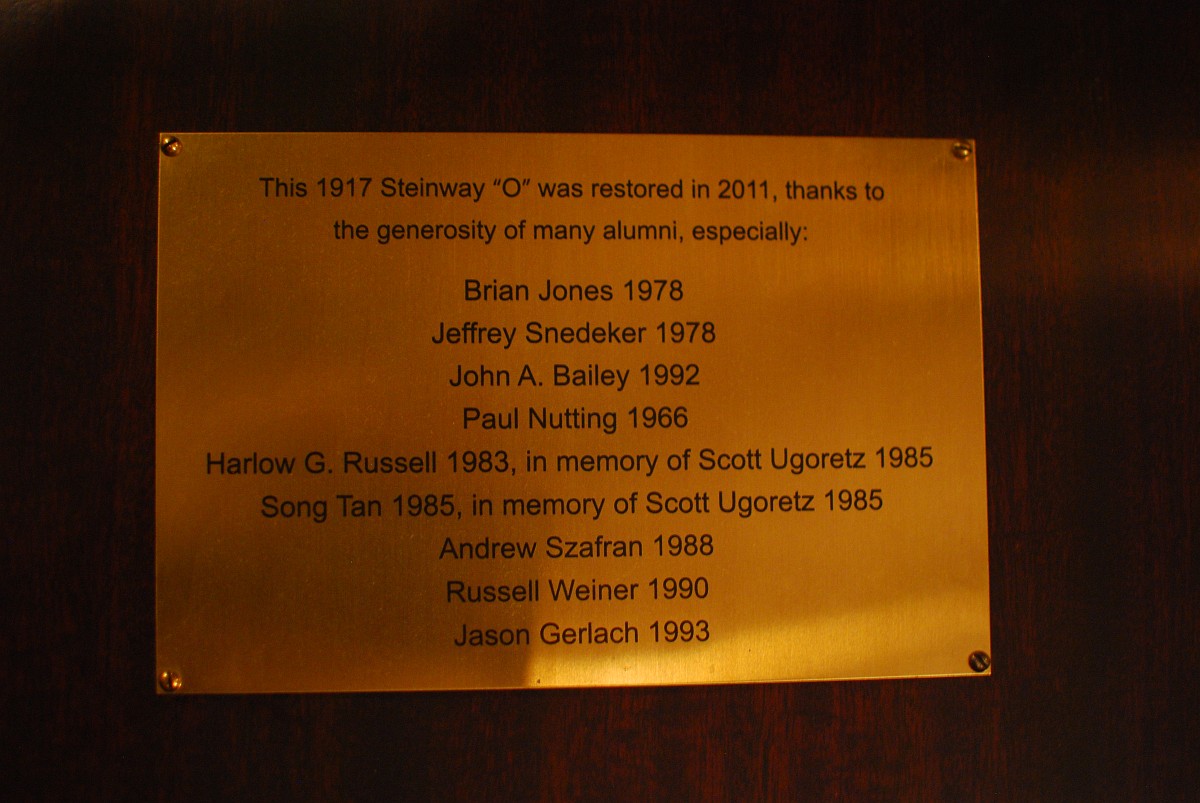 This 1917 Steinway “O” was restored in 2011, thanks to
the generosity of many alumni, especially:
Brian Jones 1978
Jeffrey Snedeker 1978
John A. Bailey 1992
Paul Nutting 1966
Harlow G. Russell 1983, in memory of Scott Ugoretz 1985
Song Tan 1985, in memory of Scott Ugoretz 1985
Andrew Szafran 1988
Russell Weiner 1990
Jason Gerlach 1993